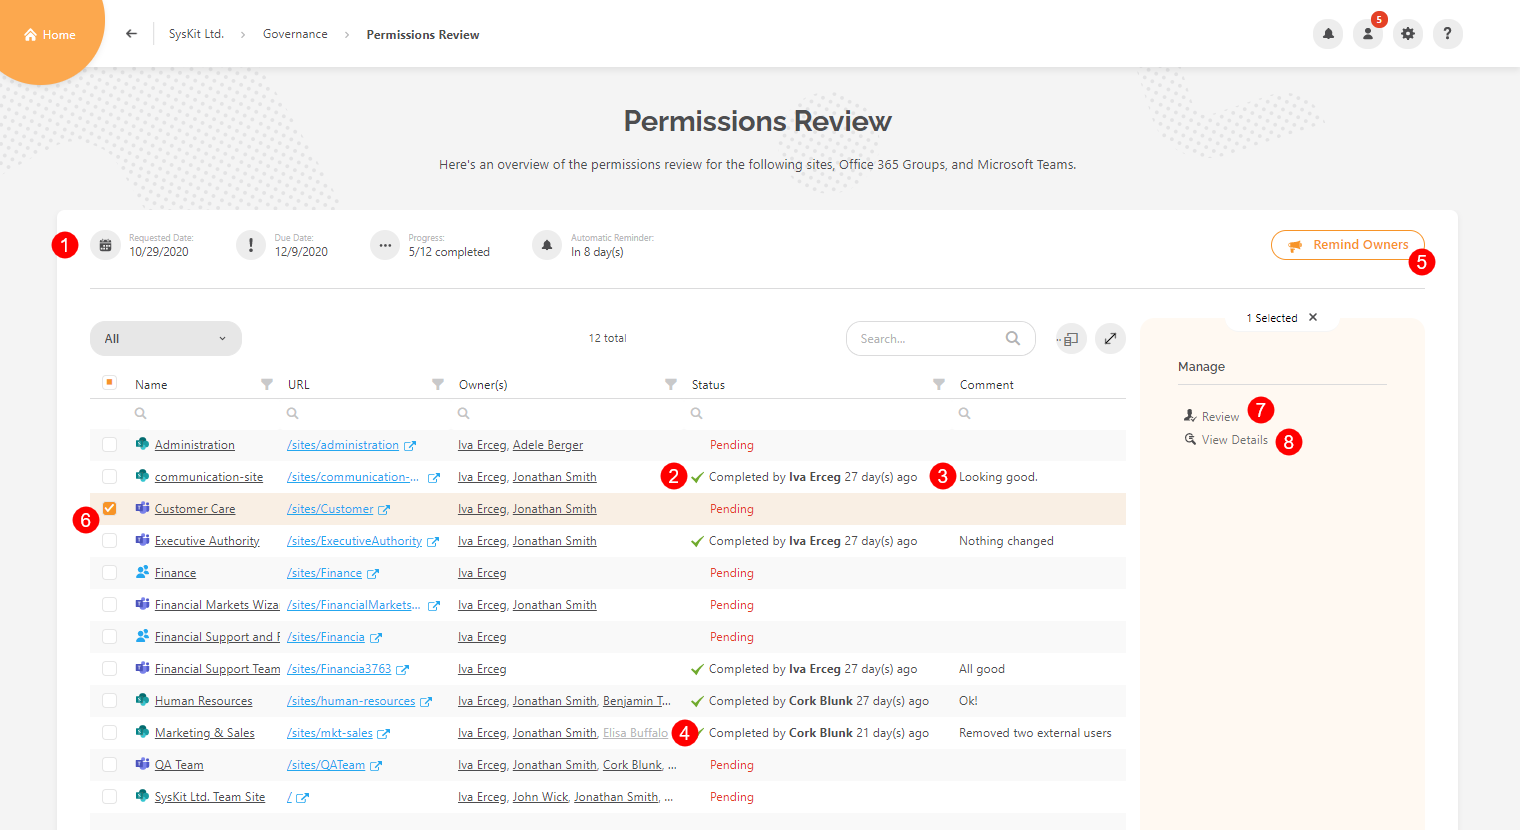 Home
SysKit Ltd. › Governance › Permissions Review
5
?
Permissions Review
Here's an overview of the permissions review for the following sites, Office 365 Groups, and Microsoft Teams.
1
Requested Date:
10/29/2020
Due Date:
12/9/2020
Progress:
5/12 completed
Automatic Reminder:
In 8 day(s)
Remind Owners
5
All
12 total
Search...
1 Selected
Manage
Review 7
View Details 8
Name URL Owner(s) Status Comment
Administration /sites/administration Iva Erceg, Adele Berger Pending
communication-site /sites/communication-... Iva Erceg, Jonathan Smith 2 Completed by Iva Erceg 27 day(s) ago 3 Looking good.
6 Customer Care /sites/Customer Iva Erceg, Jonathan Smith Pending
Executive Authority /sites/ExecutiveAuthority Iva Erceg, Jonathan Smith Completed by Iva Erceg 27 day(s) ago Nothing changed
Finance /sites/Finance Iva Erceg Pending
Financial Markets Wiza /sites/FinancialMarkets... Iva Erceg, Jonathan Smith Pending
Financial Support and F /sites/Financia Iva Erceg Pending
Financial Support Team /sites/Financia3763 Iva Erceg Completed by Iva Erceg 27 day(s) ago All good
Human Resources /sites/human-resources Iva Erceg, Jonathan Smith, Benjamin T... Completed by Cork Blunk 27 day(s) ago Ok!
Marketing & Sales /sites/mkt-sales Iva Erceg, Jonathan Smith, Elisa Buffalo 4 Completed by Cork Blunk 21 day(s) ago Removed two external users
QA Team /sites/QATeam Iva Erceg, Jonathan Smith, Cork Blunk, ... Pending
SysKit Ltd. Team Site / Iva Erceg, John Wick, Jonathan Smith, ... Pending